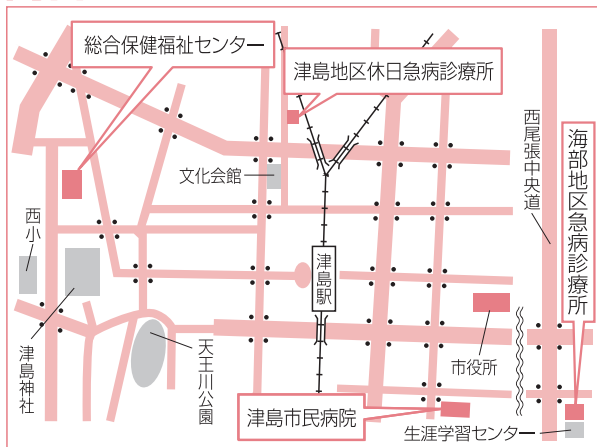 総合保健福祉センター
津島地区休日急病診療所
西尾張中央道
海部地区急病診療所
文化会館
西小
津島駅
津島神社
天王川公園
市役所
津島市民病院
生涯学習センター